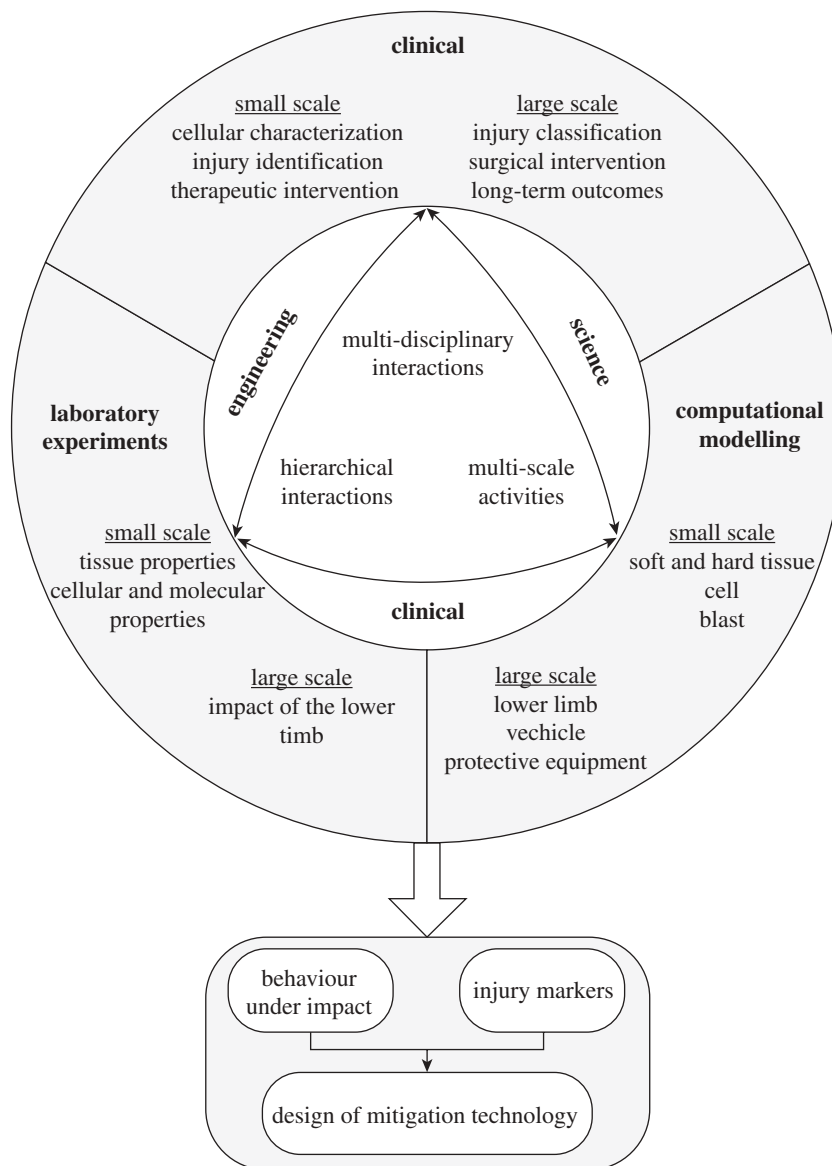 clinical
small scale
cellular characterization
injury identification
therapeutic intervention
large scale
injury classification
surgical intervention
long-term outcomes
engineering
science
multi-disciplinary
interactions
hierarchical
interactions
multi-scale
activities
clinical
laboratory
experiments
small scale
tissue properties
cellular and molecular
properties
large scale
impact of the lower
timb
computational
modelling
small scale
soft and hard tissue
cell
blast
large scale
lower limb
vechicle
protective equipment
behaviour
under impact
injury markers
design of mitigation technology